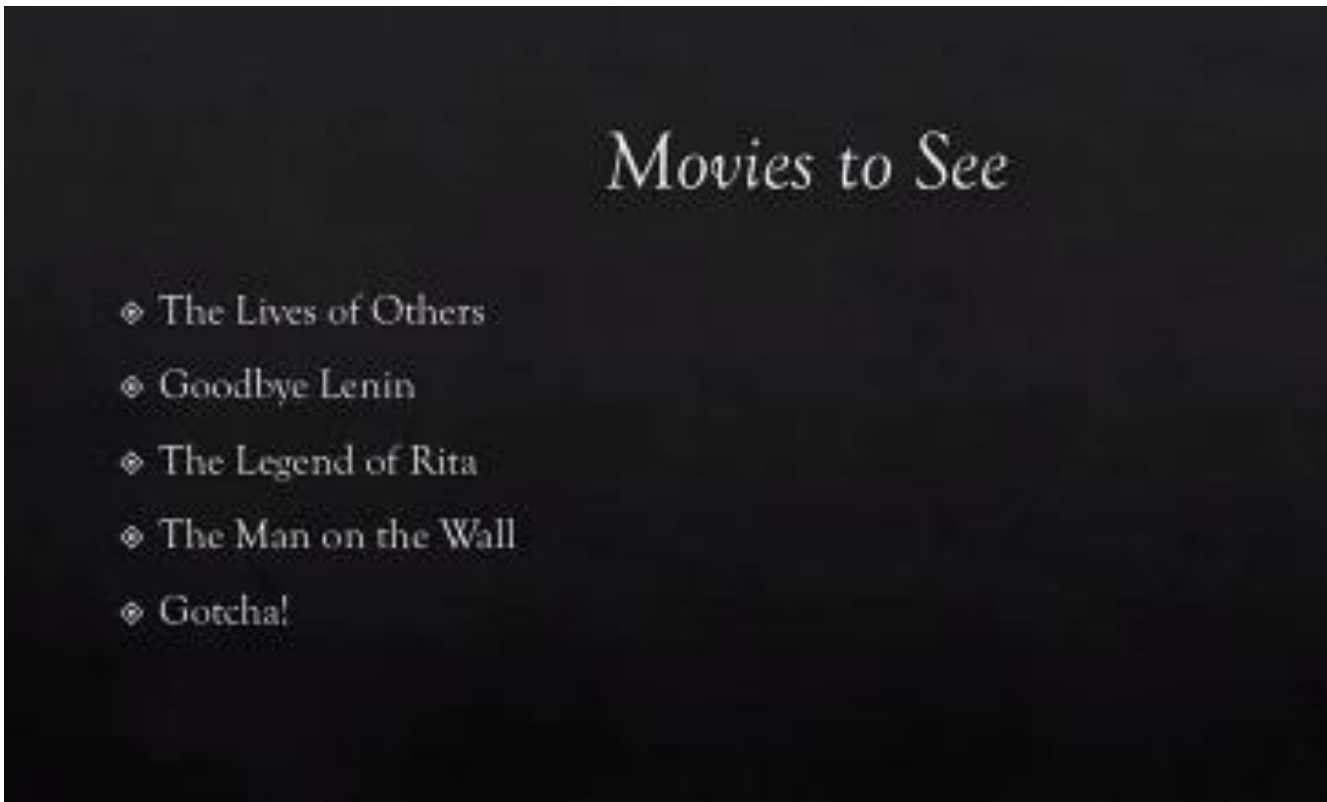 Movies to See
The Lives of Others
Goodbye Lenin
The Legend of Rita
The Man on the Wall
Gotcha!